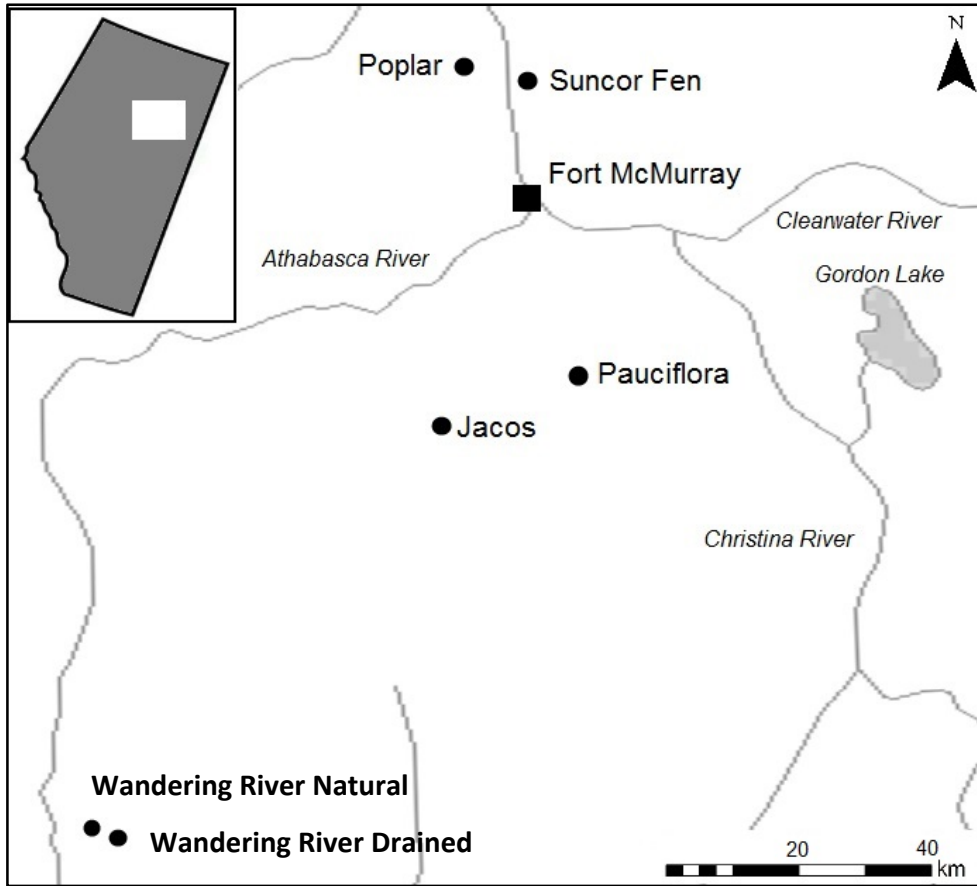 N
Poplar
Suncor Fen
Fort McMurray
Clearwater River
Athabasca River
Gordon Lake
Pauciflora
Jacos
Christina River
Wandering River Natural
Wandering River Drained
20 40
km